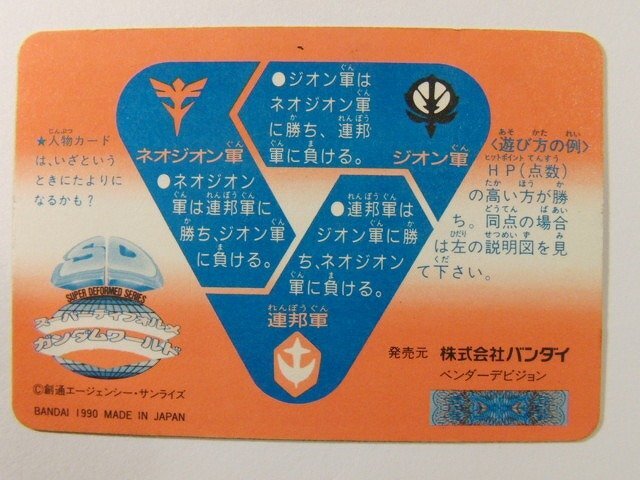 ★人物カード
は、いざという
ときにたよりに
なるかも？
ネオジオン軍
●ジオン軍は
ネオジオン軍
に勝ち、連邦
に負ける。
ジオン軍
●ネオジオン
軍は連邦軍に
勝ち、ジオン軍
に負ける。
●連邦軍は
ジオン軍に勝
ち、ネオジオン
軍に負ける。
連邦軍
〈遊び方の例〉
HP(点数)
の高い方が勝
ち。同点の場合
は左の説明図を見
て下さい。
SD
SUPER DEFORMED SERIES
スーパーディフォルメ
ガンダムワールド
©創通エージェンシー・サンライズ
BANDAI 1990 MADE IN JAPAN
発売元 株式会社バンダイ
ベンダーデビジョン